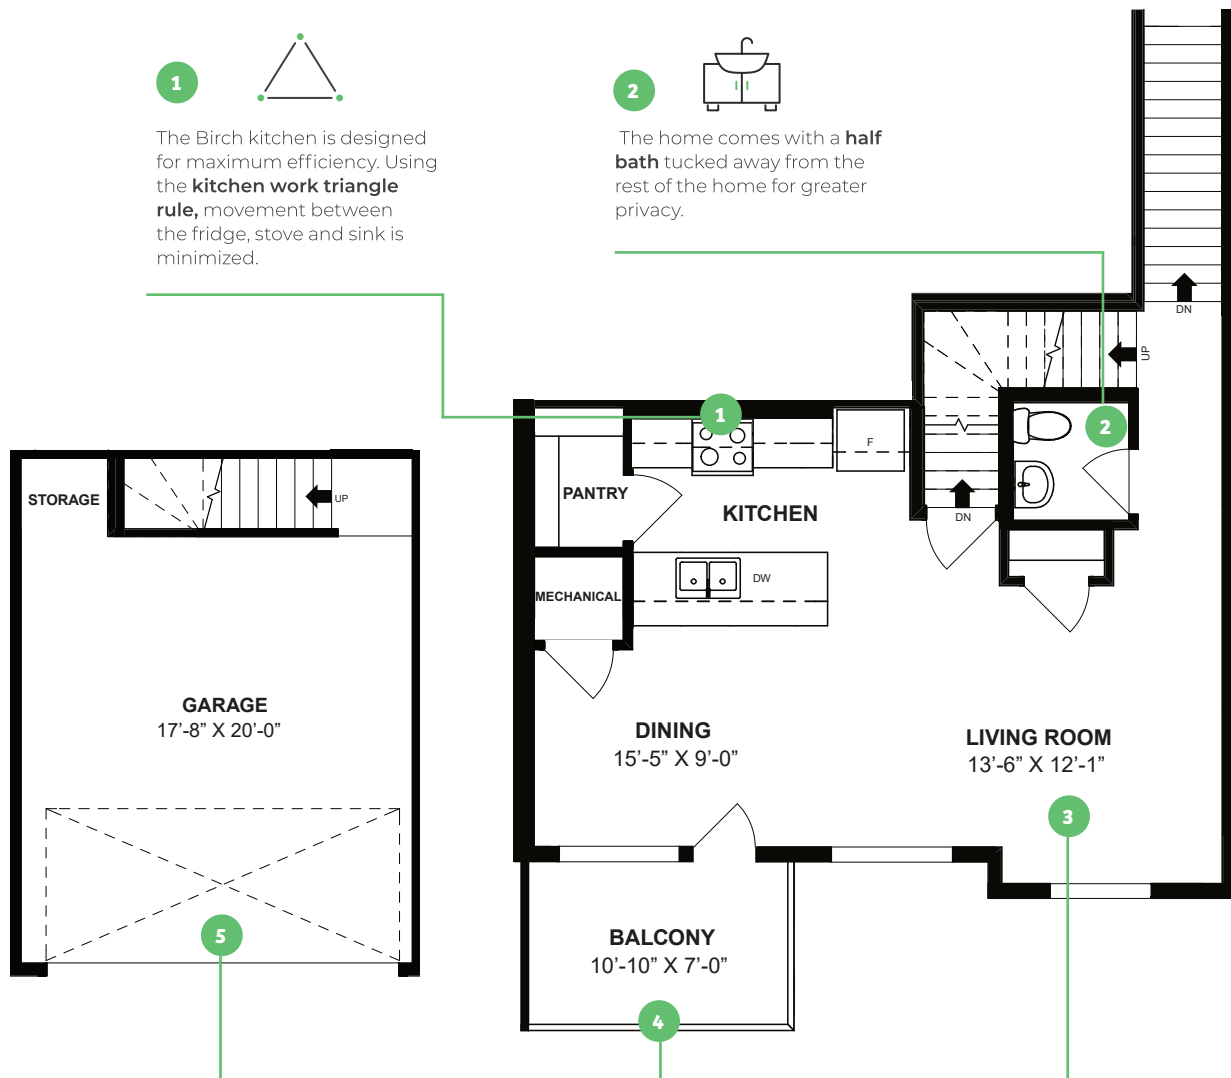 1
The Birch kitchen is designed
for maximum efficiency. Using
the kitchen work triangle
rule, movement between
the fridge, stove and sink is
minimized.
2
The home comes with a half
bath tucked away from the
rest of the home for greater
privacy.
DN
UP
1
2
F
STORAGE
UP
PANTRY
KITCHEN
DN
MECHANICAL
DW
GARAGE
17’-8” X 20’-0”
DINING
15’-5” X 9’-0”
LIVING ROOM
13’-6” X 12’-1”
3
5
BALCONY
10’-10” X 7’-0”
4